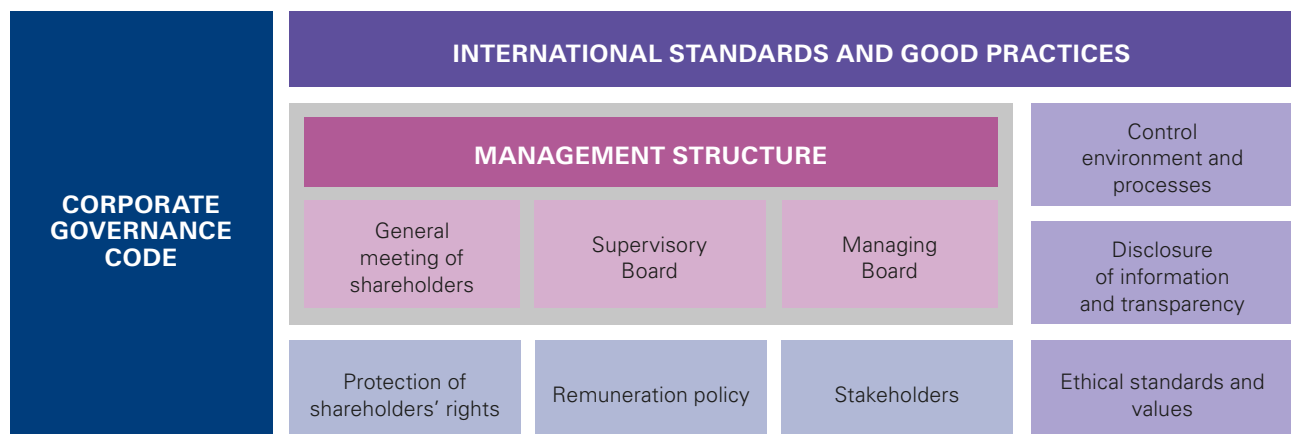 CORPORATE
GOVERNANCE
CODE
INTERNATIONAL STANDARDS AND GOOD PRACTICES
MANAGEMENT STRUCTURE
General
meeting of
shareholders
Supervisory
Board
Managing
Board
Control
environment and
processes
Disclosure
of information
and transparency
Protection of
shareholders’ rights
Remuneration policy
Stakeholders
Ethical standards and
values